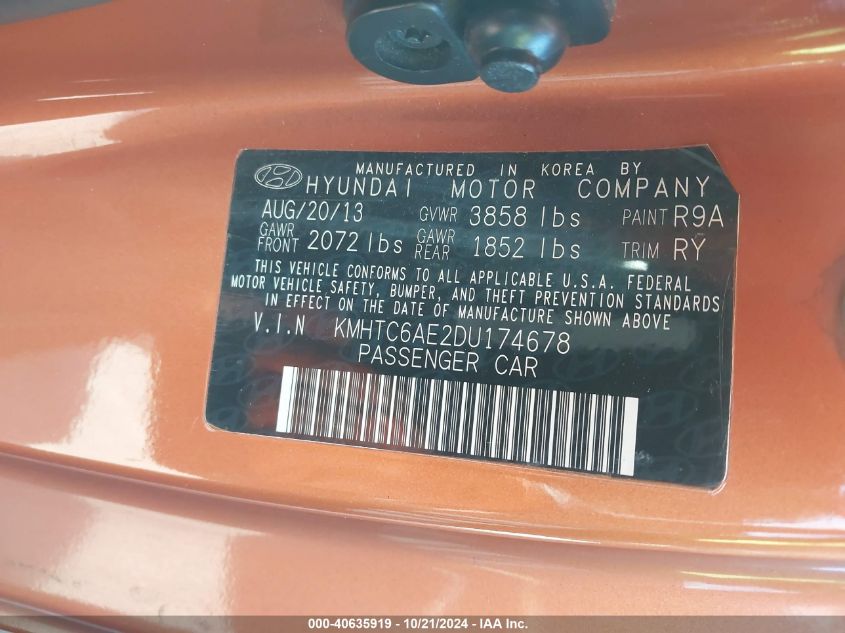 MANUFACTURED IN KOREA BY
HYUNDAI MOTOR COMPANY
AUG/20/13 GVWR 3858 lbs PAINT R9A
GAWR FRONT 2072 lbs GAWR REAR 1852 lbs TRIM RY
THIS VEHICLE CONFORMS TO ALL APPLICABLE U.S.A. FEDERAL
MOTOR VEHICLE SAFETY, BUMPER, AND THEFT PREVENTION STANDARDS
IN EFFECT ON THE DATE OF MANUFACTURE SHOWN ABOVE
V.I.N KMHTC6AE2DU174678
PASSENGER CAR
000-40635919 - 10/21/2024 - IAA Inc.